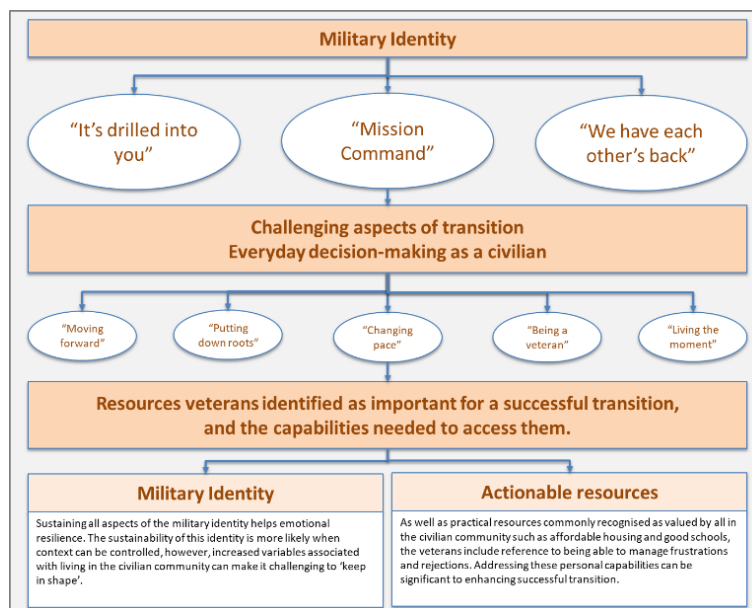 Military Identity
“It’s drilled into
you”
“Mission
Command”
“We have each
other’s back”
Challenging aspects of transition
Everyday decision-making as a civilian
“Moving
forward”
“Putting
down roots”
“Changing
pace”
“Being a
veteran”
“Living the
moment”
Resources veterans identified as important for a successful transition,
and the capabilities needed to access them.
Military Identity
Sustaining all aspects of the military identity helps emotional
resilience. The sustainability of this identity is more likely when
context can be controlled, however, increased variables associated
with living in the civilian community can make it challenging to ‘keep
in shape’.
Actionable resources
As well as practical resources commonly recognised as valued by all in
the civilian community such as affordable housing and good schools,
the veterans include reference to being able to manage frustrations
and rejections. Addressing these personal capabilities can be
significant to enhancing successful transition.